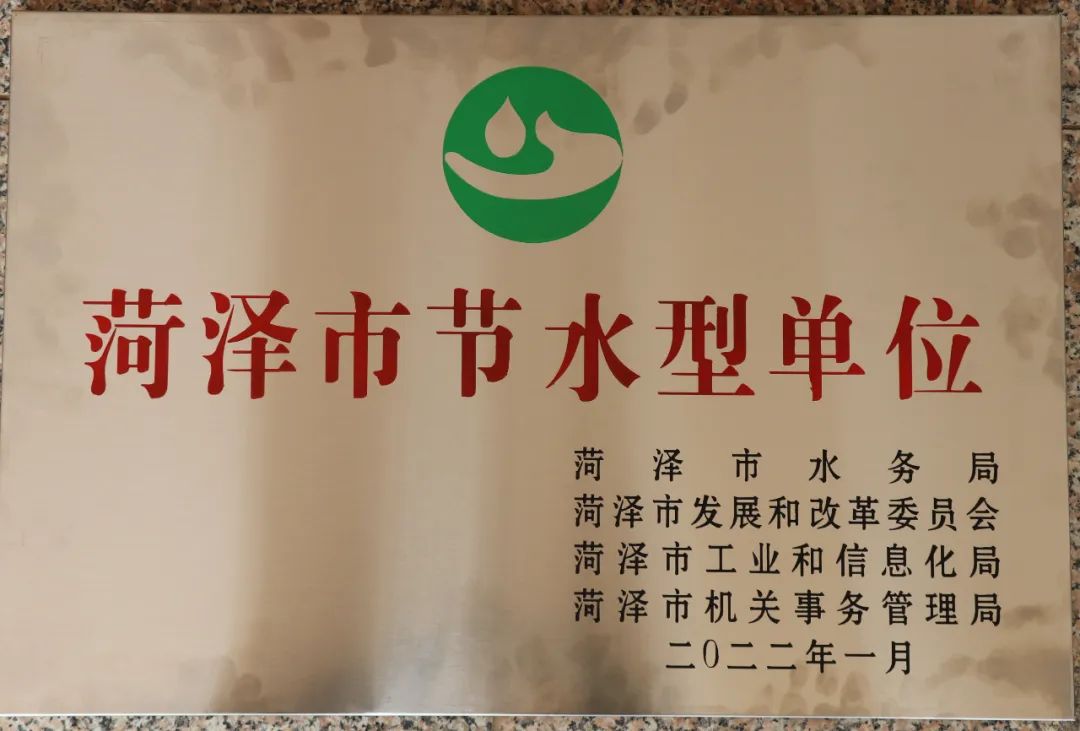 菏泽市节水型单位
菏泽市水务局
菏泽市发展和改革委员会
菏泽市工业和信息化局
菏泽市机关事务管理局
二0二二年一月